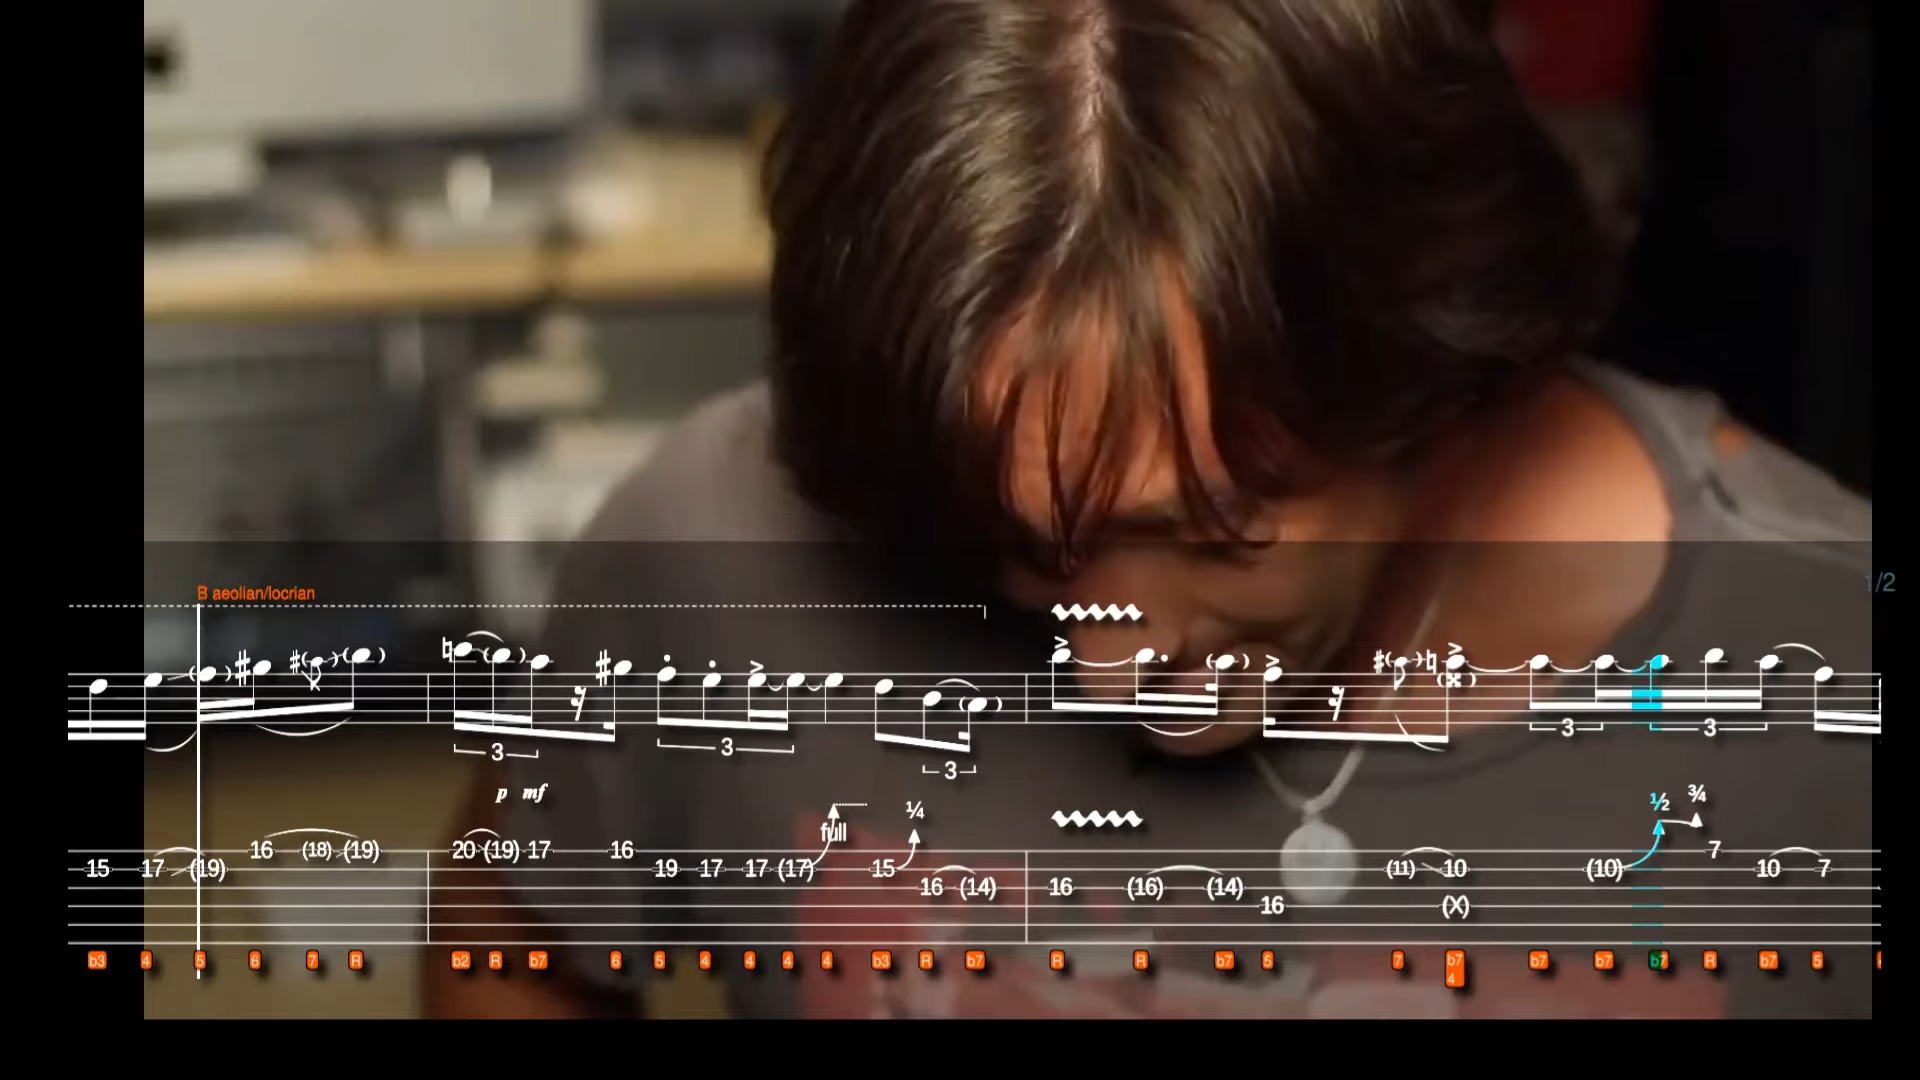 1/2
B aeolian/locrian
3 3 3 3 3
p mf
full ¼ ½ ¾
16 (18) (19) 20 (19) 17 16 7
15 17 (19) 19 17 17 (17) 15 (11) 10 (10) 10 7
16 (14) 16 (16) (14)
16 (X)
b3 4 5 6 7 R b2 R b7 6 5 4 4 4 4 b3 R b7 R R b7 5 7 b7 b7 b7 b7 R b7 5
4